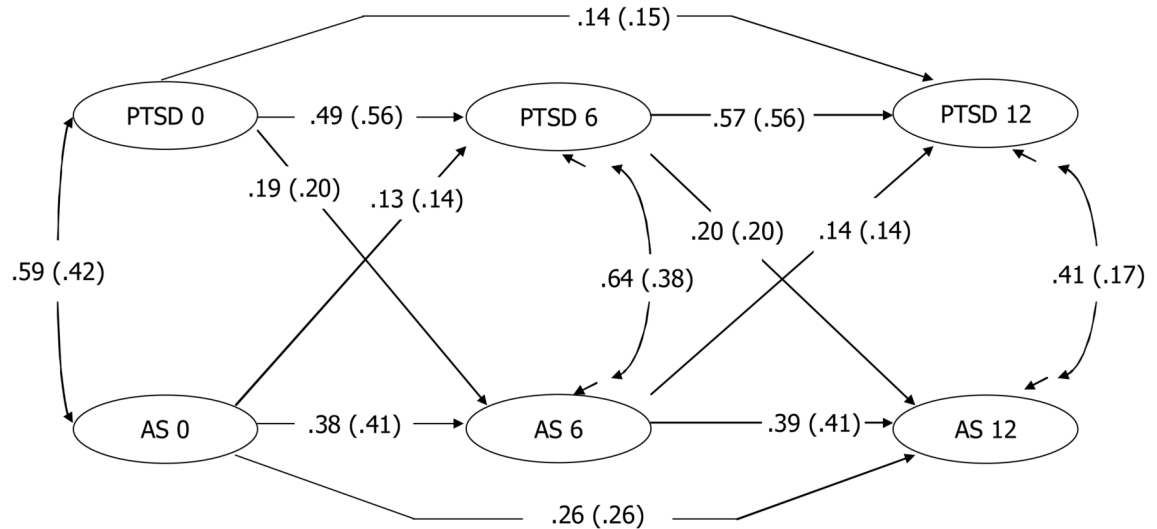 .14 (.15)
PTSD 0
.49 (.56)
PTSD 6
.57 (.56)
PTSD 12
.19 (.20)
.13 (.14)
.20 (.20)
.14 (.14)
.59 (.42)
.64 (.38)
.41 (.17)
AS 0
.38 (.41)
AS 6
.39 (.41)
AS 12
.26 (.26)